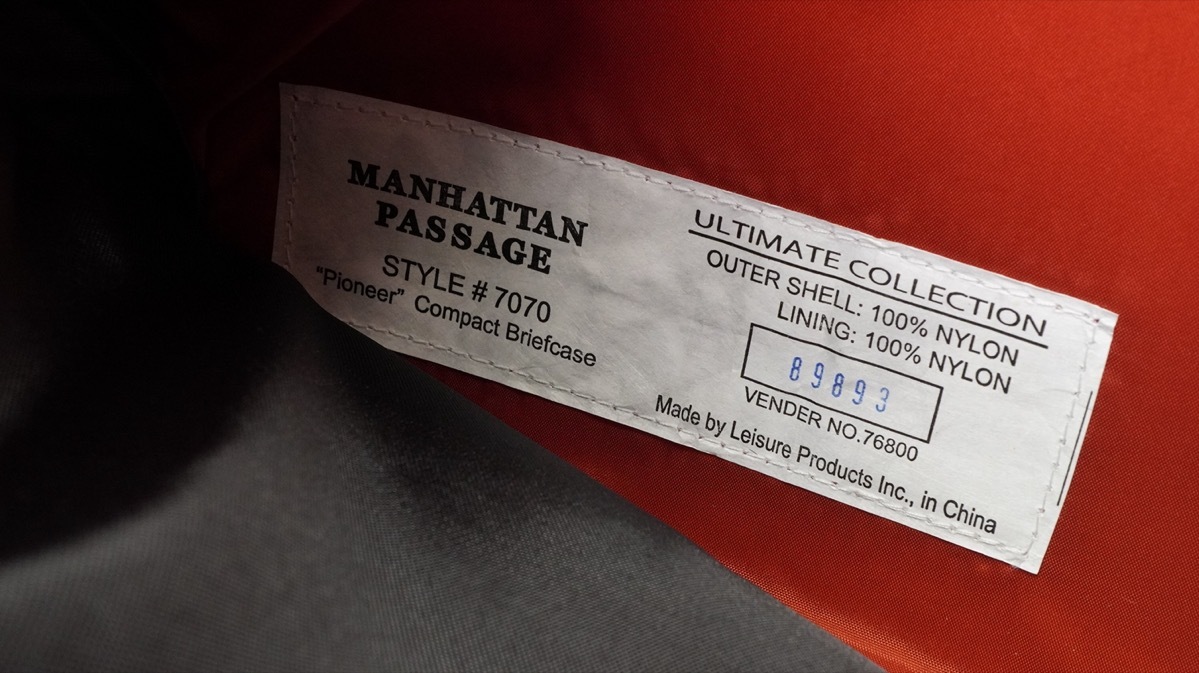 MANHATTAN
PASSAGE
STYLE # 7070
“Pioneer” Compact Briefcase
ULTIMATE COLLECTION
OUTER SHELL: 100% NYLON
LINING: 100% NYLON
89893
VENDER NO.76800
Made by Leisure Products Inc., in China